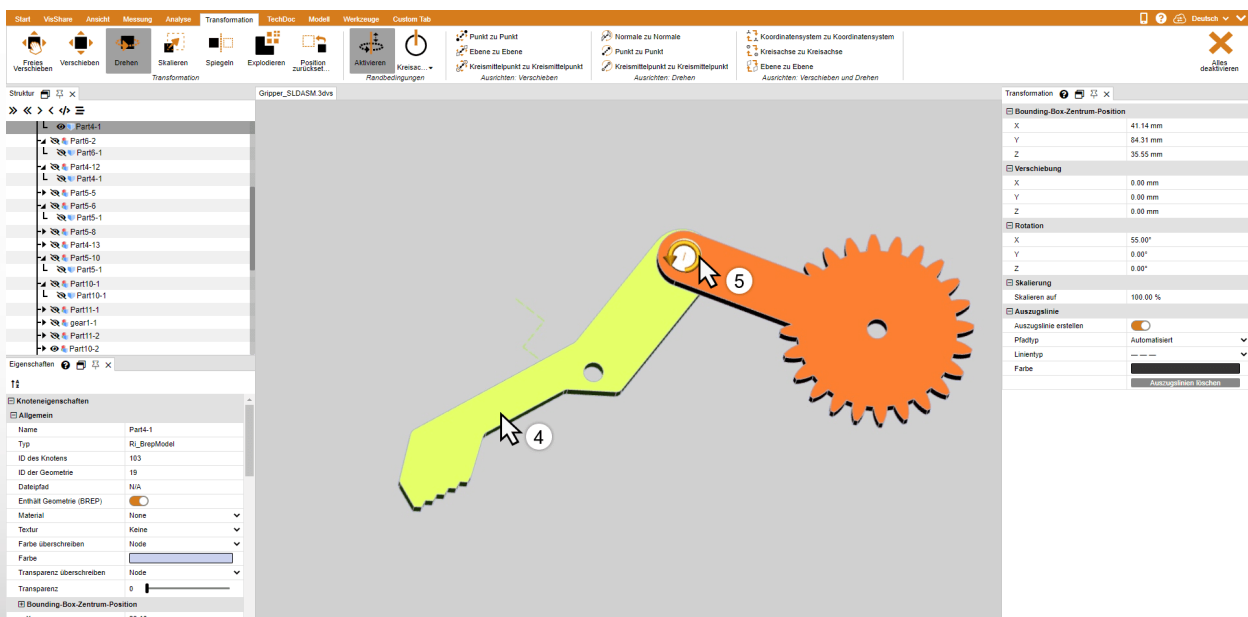 Start VisShare Ansicht Messung Analyse Transformation TechDoc Modell Werkzeuge Custom Tab Deutsch
Freies Verschieben
Verschieben
Drehen
Skalieren
Spiegeln
Explodieren
Position zurückset...
Transformation
Aktivieren
Kreisac...
Randbedingungen
Punkt zu Punkt
Ebene zu Ebene
Kreismittelpunkt zu Kreismittelpunkt
Ausrichten: Verschieben
Normale zu Normale
Punkt zu Punkt
Kreismittelpunkt zu Kreismittelpunkt
Ausrichten: Drehen
Koordinatensystem zu Koordinatensystem
Kreisachse zu Kreisachse
Ebene zu Ebene
Ausrichten: Verschieben und Drehen
Alles deaktivieren
Struktur
Part4-1
Part6-2
Part6-1
Part4-12
Part4-1
Part5-5
Part5-6
Part5-1
Part5-8
Part4-13
Part5-10
Part5-1
Part10-1
Part10-1
Part11-1
gear1-1
Part11-2
Part10-2
Eigenschaften
Knoteneigenschaften
Allgemein
Name Part4-1
Typ Ri_BrepModel
ID des Knotens 103
ID der Geometrie 19
Dateipfad N/A
Enthält Geometrie (BREP)
Material None
Textur Keine
Farbe überschreiben Node
Farbe
Transparenz überschreiben Node
Transparenz 0
Bounding-Box-Zentrum-Position
Gripper_SLDASM.3dvs
4
5
Transformation
Bounding-Box-Zentrum-Position
X 41.14 mm
Y 84.31 mm
Z 35.55 mm
Verschiebung
X 0.00 mm
Y 0.00 mm
Z 0.00 mm
Rotation
X 55.00°
Y 0.00°
Z 0.00°
Skalierung
Skalieren auf 100.00 %
Auszugslinie
Auszugslinie erstellen
Pfadtyp Automatisiert
Linientyp
Farbe
Auszugslinien löschen